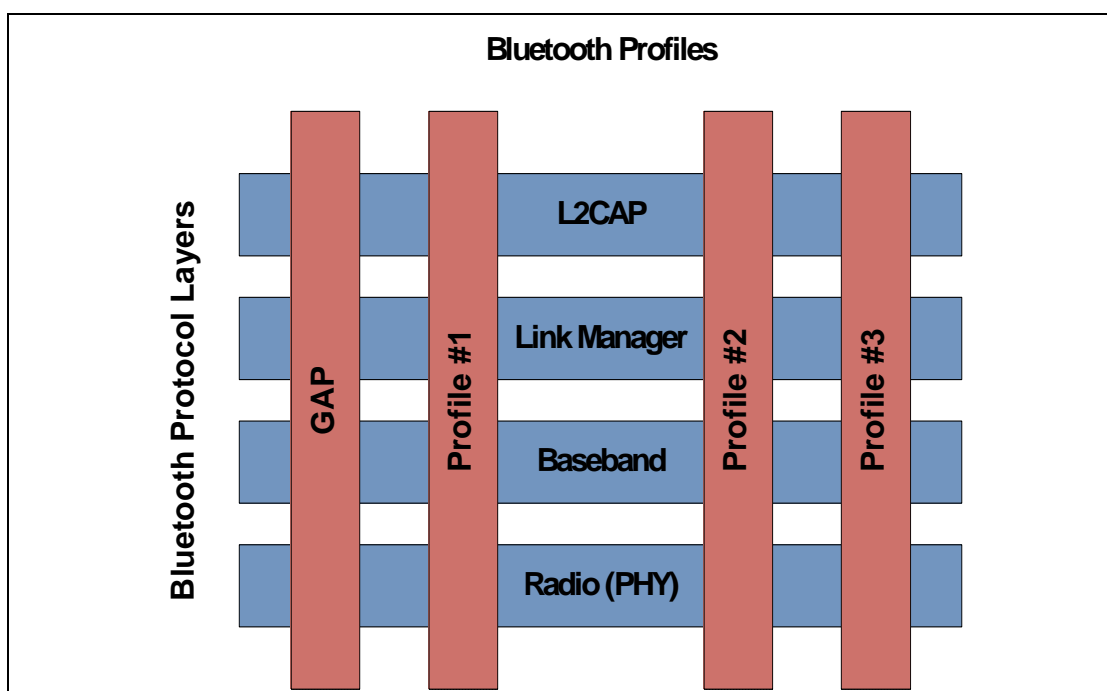 Bluetooth Profiles
Bluetooth Protocol Layers
GAP
Profile #1
Profile #2
Profile #3
L2CAP
Link Manager
Baseband
Radio (PHY)